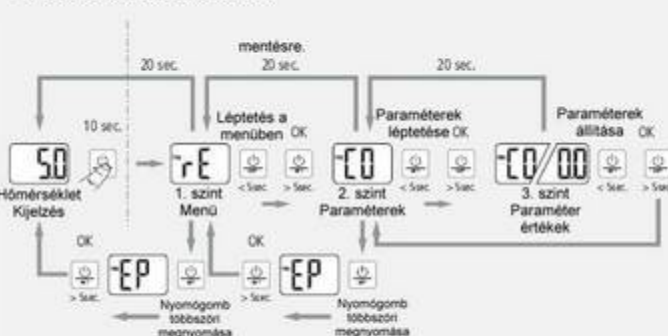 mentésre.
20 sec.
20 sec.
20 sec.
10 sec.
Léptetés a
menüben OK
Paraméterek
léptetése OK
Paraméterek
állítása OK
5.0
rE
C0
C0/0.0
< 5sec.
> 5sec.
< 5sec.
> 5sec.
< 5sec.
> 5sec.
Hőmérséklet
Kijelzés
1. szint
Menü
2. szint
Paraméterek
3. szint
Paraméter
értékek
OK
OK
EP
EP
> 5sec.
> 5sec.
Nyomógomb
többszöri
megnyomása
Nyomógomb
többszöri
megnyomása